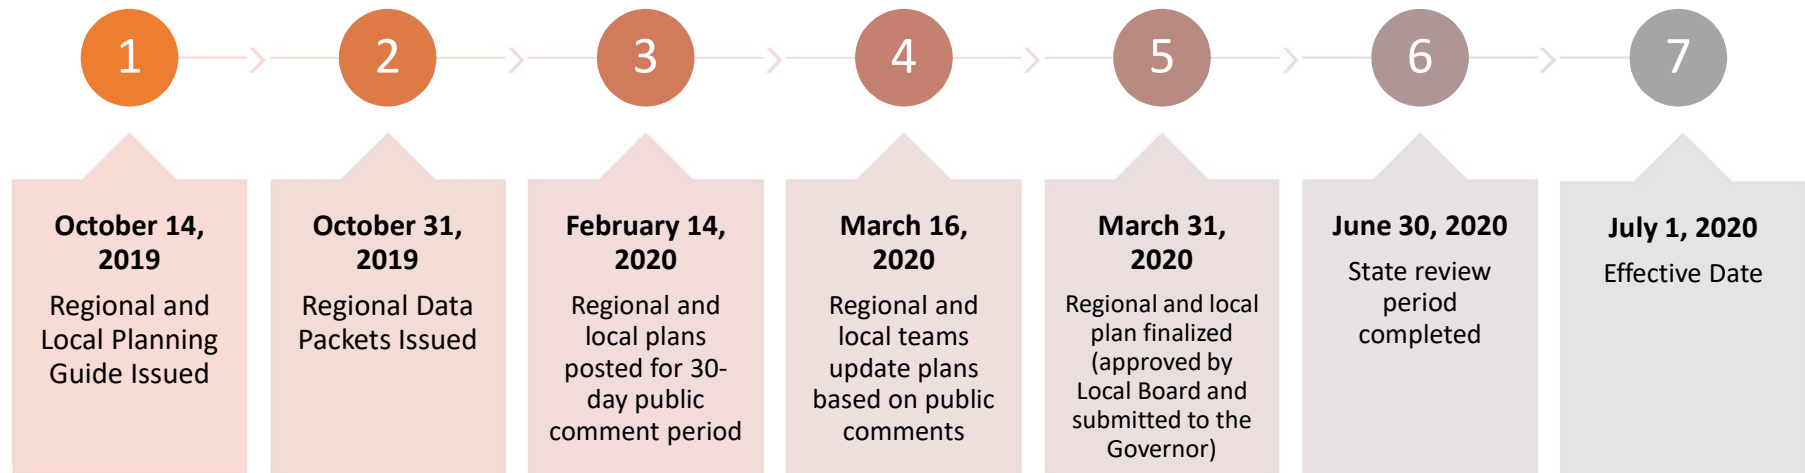 1
2
3
4
5
6
7
October 14,
2019
Regional and
Local Planning
Guide Issued
October 31,
2019
Regional Data
Packets Issued
February 14,
2020
Regional and
local plans
posted for 30-
day public
comment period
March 16,
2020
Regional and
local teams
update plans
based on public
comments
March 31,
2020
Regional and local
plan finalized
(approved by
Local Board and
submitted to the
Governor)
June 30, 2020
State review
period
completed
July 1, 2020
Effective Date